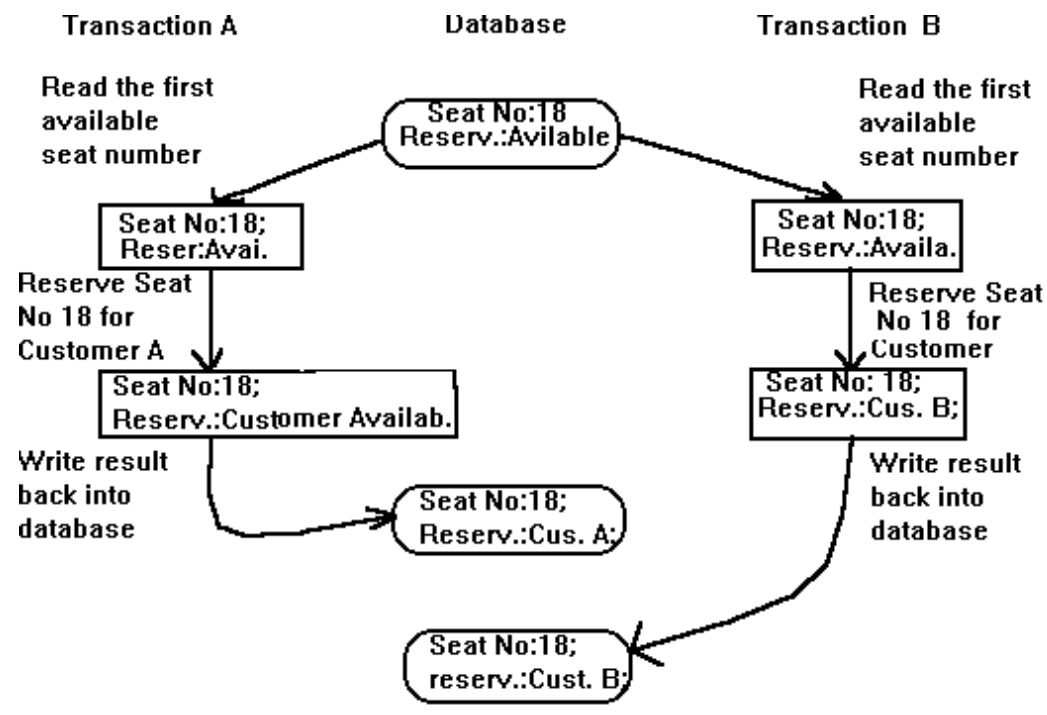 Transaction A
Database
Transaction B
Read the first
available
seat number
Seat No:18
Reserv.:Avilable
Read the first
available
seat number
Seat No:18;
Reser:Avai.
Seat No:18;
Reserv.:Availa.
Reserve Seat
No 18 for
Customer A
Reserve Seat
No 18 for
Customer
Seat No:18;
Reserv.:Customer Availab.
Seat No: 18;
Reserv.:Cus. B;
Write result
back into
database
Seat No:18;
Reserv.:Cus. A;
Write result
back into
database
Seat No:18;
reserv.:Cust. B;